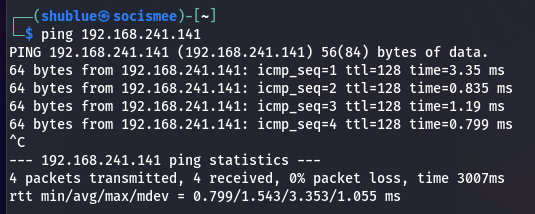 ┌──(shublue㉿socismee)-[~]
└─$ ping 192.168.241.141
PING 192.168.241.141 (192.168.241.141) 56(84) bytes of data.
64 bytes from 192.168.241.141: icmp_seq=1 ttl=128 time=3.35 ms
64 bytes from 192.168.241.141: icmp_seq=2 ttl=128 time=0.835 ms
64 bytes from 192.168.241.141: icmp_seq=3 ttl=128 time=1.19 ms
64 bytes from 192.168.241.141: icmp_seq=4 ttl=128 time=0.799 ms
^C
--- 192.168.241.141 ping statistics ---
4 packets transmitted, 4 received, 0% packet loss, time 3007ms
rtt min/avg/max/mdev = 0.799/1.543/3.353/1.055 ms